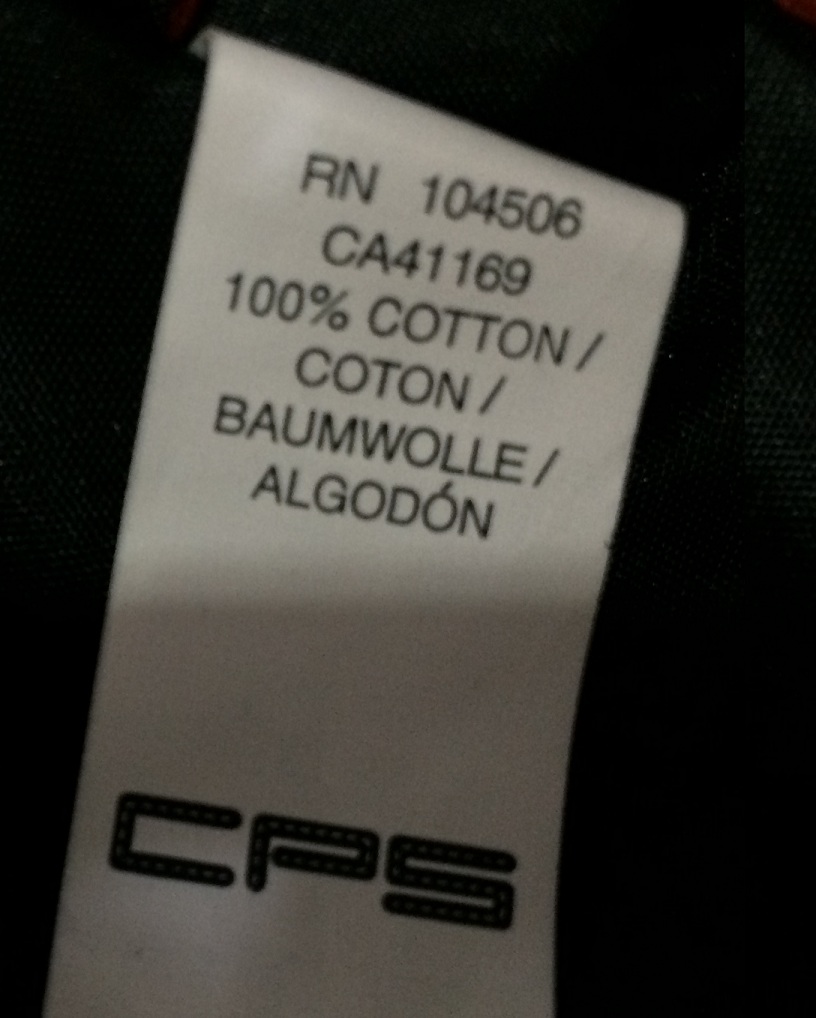 RN 104506
CA41169
100% COTTON /
COTON /
BAUMWOLLE /
ALGODÓN
CPS